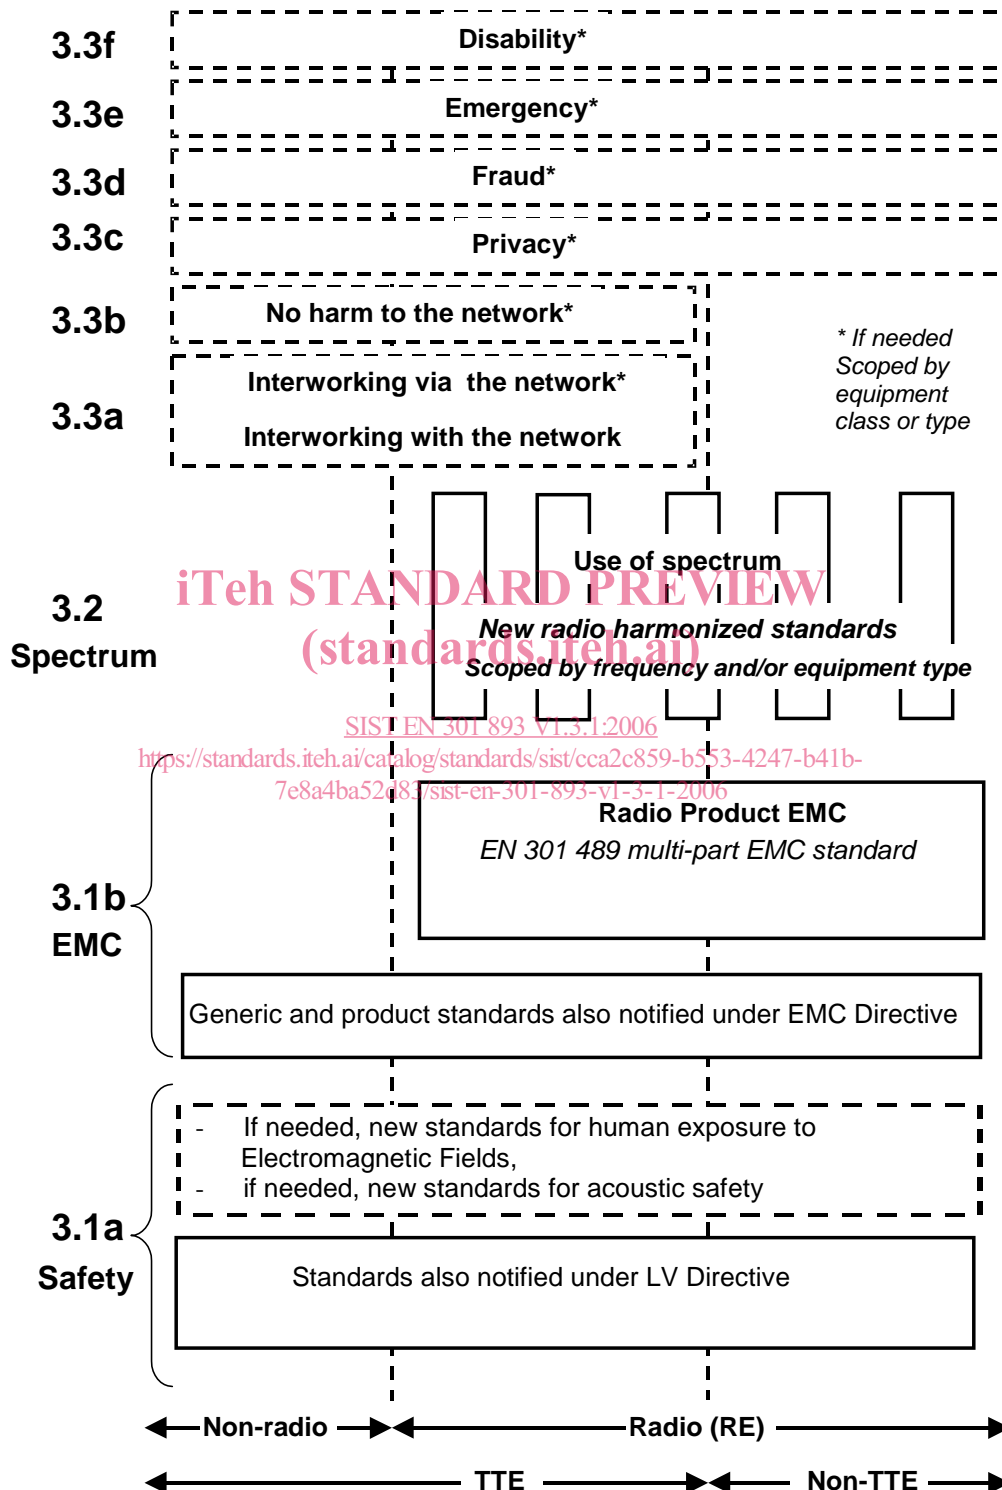 3.3f
Disability*
3.3e
Emergency*
3.3d
Fraud*
3.3c
Privacy*
3.3b
No harm to the network*
* If needed
Scoped by
equipment
class or type
3.3a
Interworking via the network*
Interworking with the network
Use of spectrum
iTeh STANDARD PREVIEW
3.2
Spectrum
New radio harmonized standards
(standards.iteh.ai)
Scoped by frequency and/or equipment type
SIST EN 301 893 V1.3.1:2006
https://standards.iteh.ai/catalog/standards/sist/cca2c859-b553-4247-b41b-
7e8a4ba52d83/sist-en-301-893-v1-3-1-2006
Radio Product EMC
EN 301 489 multi-part EMC standard
3.1b
EMC
Generic and product standards also notified under EMC Directive
- If needed, new standards for human exposure to
Electromagnetic Fields,
- if needed, new standards for acoustic safety
3.1a
Safety
Standards also notified under LV Directive
Non-radio
Radio (RE)
TTE
Non-TTE